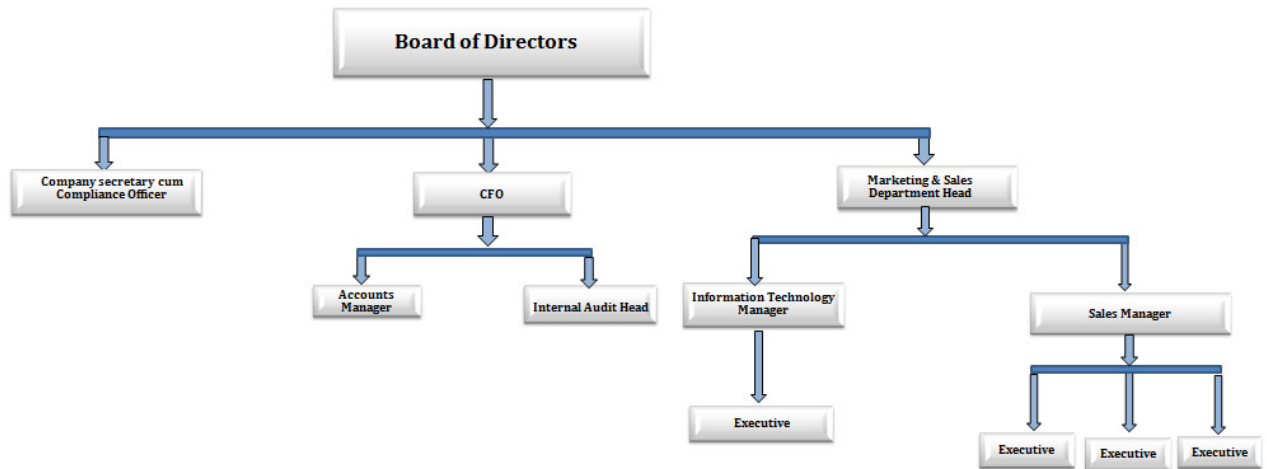 Board of Directors
Company secretary cum
Compliance Officer
CFO
Marketing & Sales
Department Head
Accounts
Manager
Internal Audit Head
Information Technology
Manager
Sales Manager
Executive
Executive
Executive
Executive